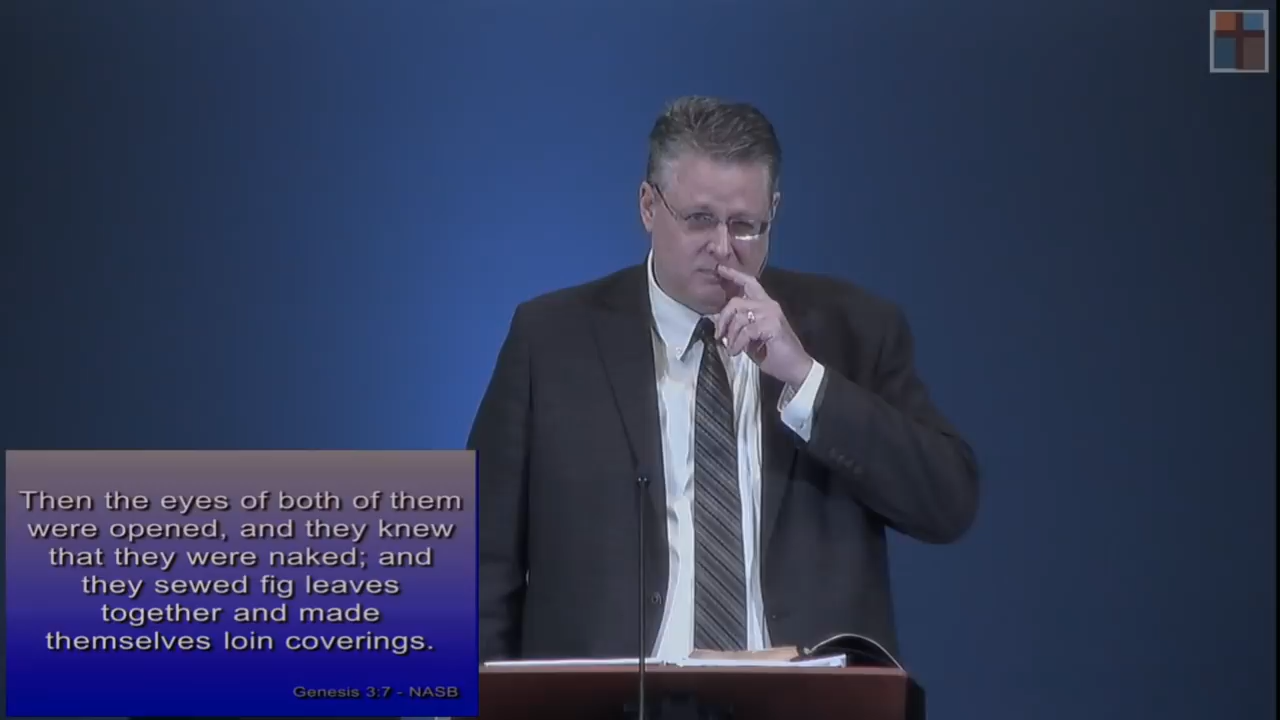 Then the eyes of both of them
were opened, and they knew
that they were naked; and
they sewed fig leaves
together and made
themselves loin coverings.
Genesis 3:7 - NASB